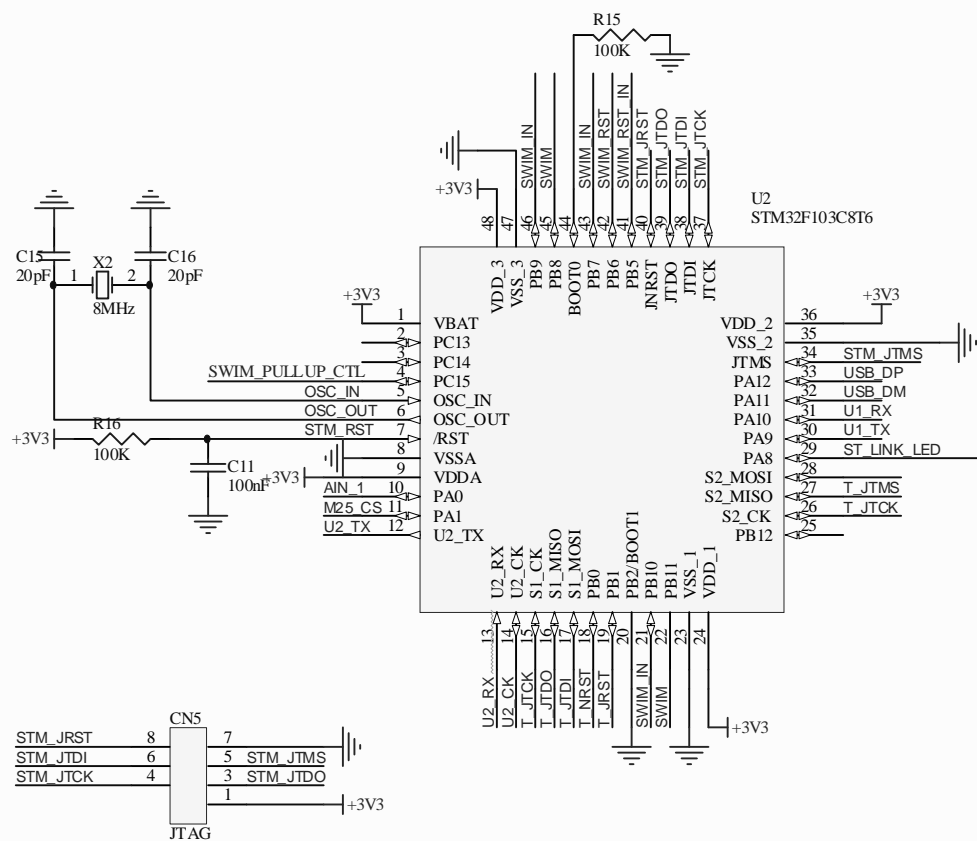 R15
100K
SWIM_IN
SWIM
SWIM_IN
SWIM_RST
SWIM_RST_IN
STM_JRST
STM_JTDO
STM_JTDI
STM_JTCK
+3V3
48
47
46
45
44
43
42
41
40
39
38
37
U2
STM32F103C8T6
VDD_3
VSS_3
PB9
PB8
BOOT0
PB7
PB6
PB5
JNRST
JTDO
JTDI
JTCK
C15
20pF
X2
1
2
8MHz
C16
20pF
+3V3
1 VBAT
2 PC13
3 PC14
SWIM_PULLUP_CTL 4 PC15
OSC_IN 5 OSC_IN
OSC_OUT 6 OSC_OUT
+3V3
R16
100K
STM_RST 7 /RST
C11
100nF
8 VSSA
+3V3 9 VDDA
AIN_1 10 PA0
M25_CS 11 PA1
U2_TX 12 U2_TX
+3V3
VDD_2 36
VSS_2 35
JTMS 34 STM_JTMS
PA12 33 USB_DP
PA11 32 USB_DM
PA10 31 U1_RX
PA9 30 U1_TX
PA8 29 ST_LINK_LED
S2_MOSI 28
S2_MISO 27 T_JTMS
S2_CK 26 T_JTCK
PB12 25
U2_RX
U2_CK
S1_CK
S1_MISO
S1_MOSI
PB0
PB1
PB2/BOOT1
PB10
PB11
VSS_1
VDD_1
13
14
15
16
17
18
19
20
21
22
23
24
U2_RX
U2_CK
T_JTCK
T_JTDO
T_JTDI
T_NRST
T_JRST
SWIM_IN
SWIM
+3V3
CN5
STM_JRST 8 7
STM_JTDI 6 5 STM_JTMS
STM_JTCK 4 3 STM_JTDO
1 +3V3
JTAG